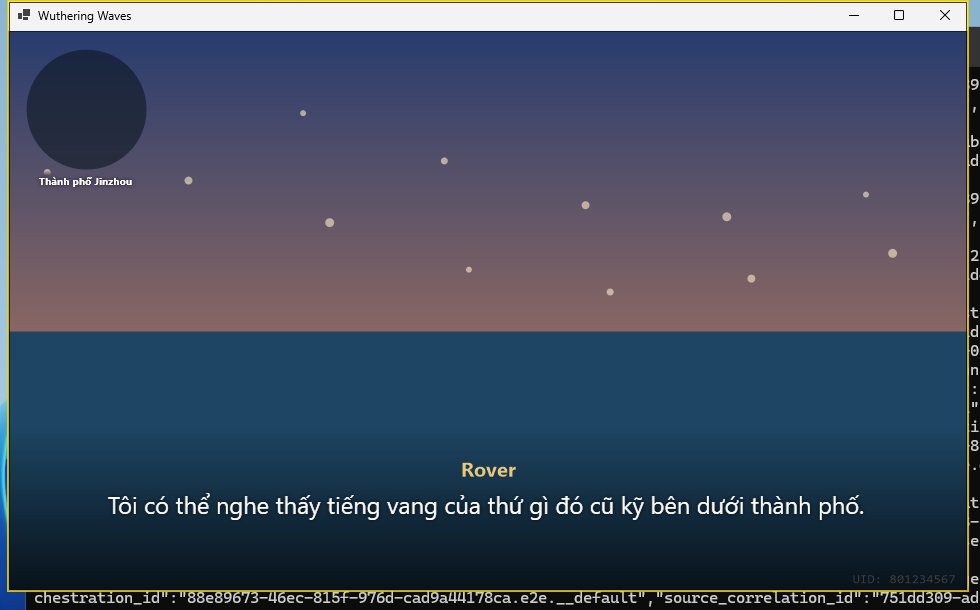 Wuthering Waves
Thành phố Jinzhou
Rover
Tôi có thể nghe thấy tiếng vang của thứ gì đó cũ kỹ bên dưới thành phố.
UID: 801234567
chestration_id":"88e89673-46ec-815f-976d-cad9a44178ca.e2e.__default","source_correlation_id":"751dd309-a